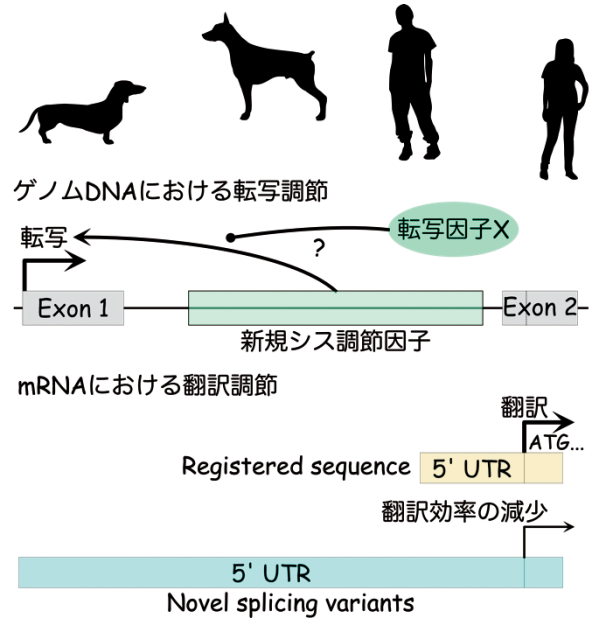 ゲノムDNAにおける転写調節
転写
転写因子X
?
Exon 1
Exon 2
新規シス調節因子
mRNAにおける翻訳調節
翻訳
ATG...
Registered sequence
5' UTR
翻訳効率の減少
5' UTR
Novel splicing variants